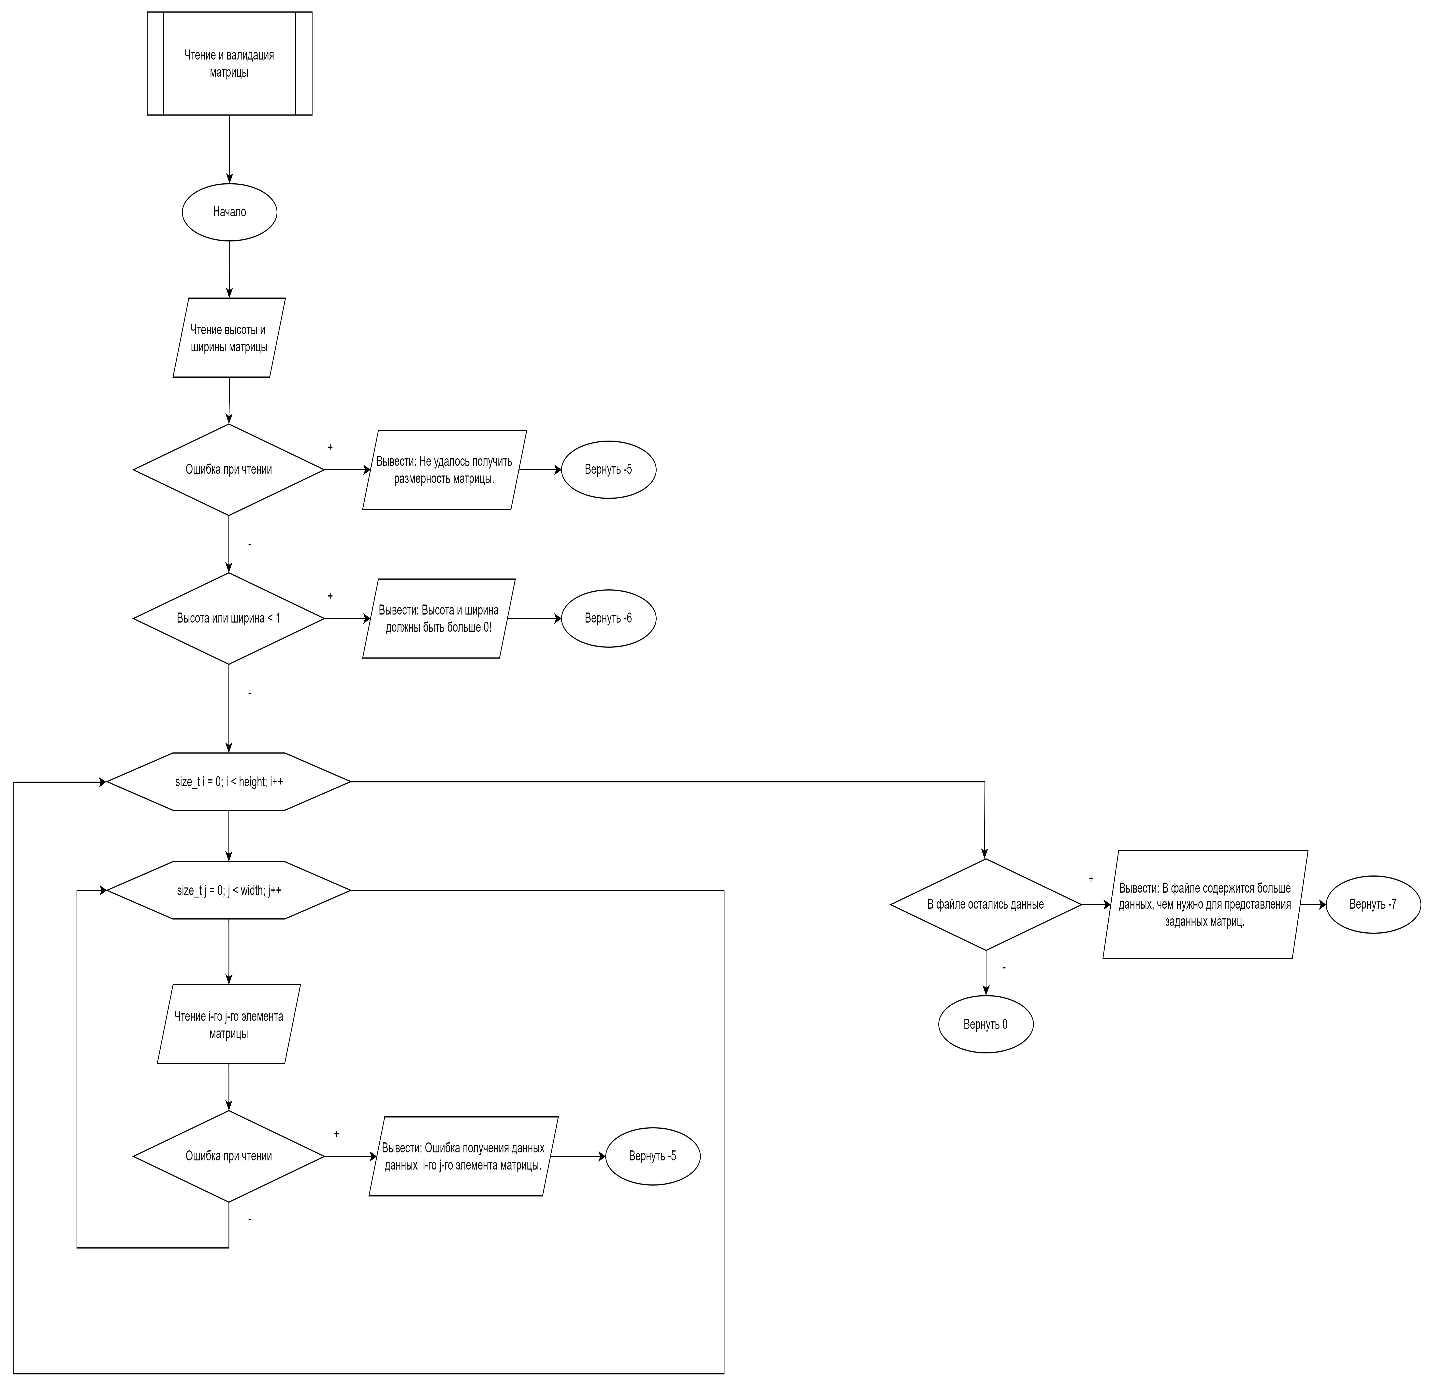 Чтение и валидация
матрицы
Начало
Чтение высоты и
ширины матрицы
Ошибка при чтении
+
Вывести: Не удалось получить
размерность матрицы.
Вернуть -5
-
Высота или ширина < 1
+
Вывести: Высота и ширина
должны быть больше 0!
Вернуть -6
-
size_t i = 0; i < height; i++
size_t j = 0; j < width; j++
Чтение i-го j-го элемента
матрицы
Ошибка при чтении
+
Вывести: Ошибка получения данных
данных i-го j-го элемента матрицы.
Вернуть -5
-
В файле остались данные
+
Вывести: В файле содержится больше
данных, чем нужно для представления
заданных матриц.
Вернуть -7
-
Вернуть 0